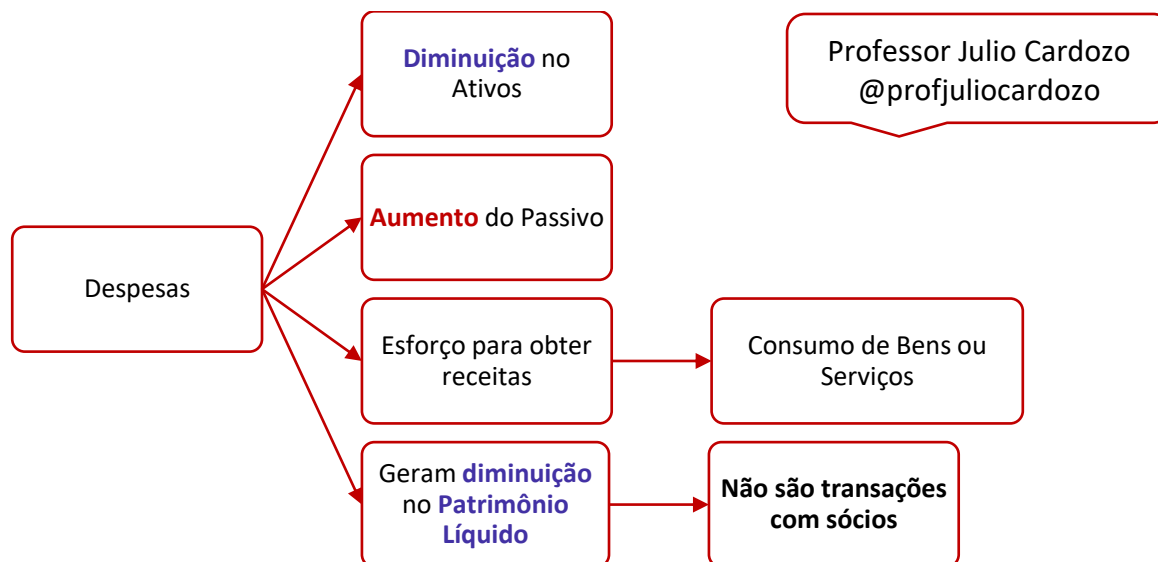 Diminuição no
Ativos
Professor Julio Cardozo
@profjuliocardozo
Aumento do Passivo
Despesas
Esforço para obter
receitas
Consumo de Bens ou
Serviços
Geram diminuição
no Patrimônio
Líquido
Não são transações
com sócios